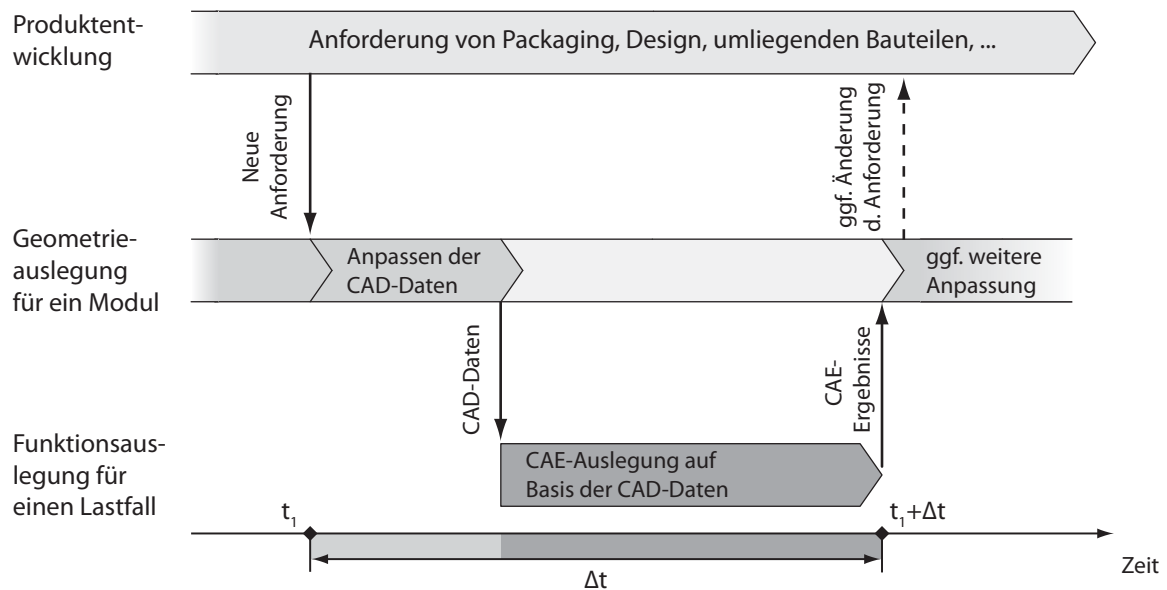 Produktent-
wicklung
Anforderung von Packaging, Design, umliegenden Bauteilen, ...
Neue
Anforderung
ggf. Änderung
d. Anforderung
Geometrie-
auslegung
für ein Modul
Anpassen der
CAD-Daten
ggf. weitere
Anpassung
CAD-Daten
CAE-
Ergebnisse
Funktionsaus-
legung für
einen Lastfall
CAE-Auslegung auf
Basis der CAD-Daten
t₁
t₁+Δt
Δt
Zeit